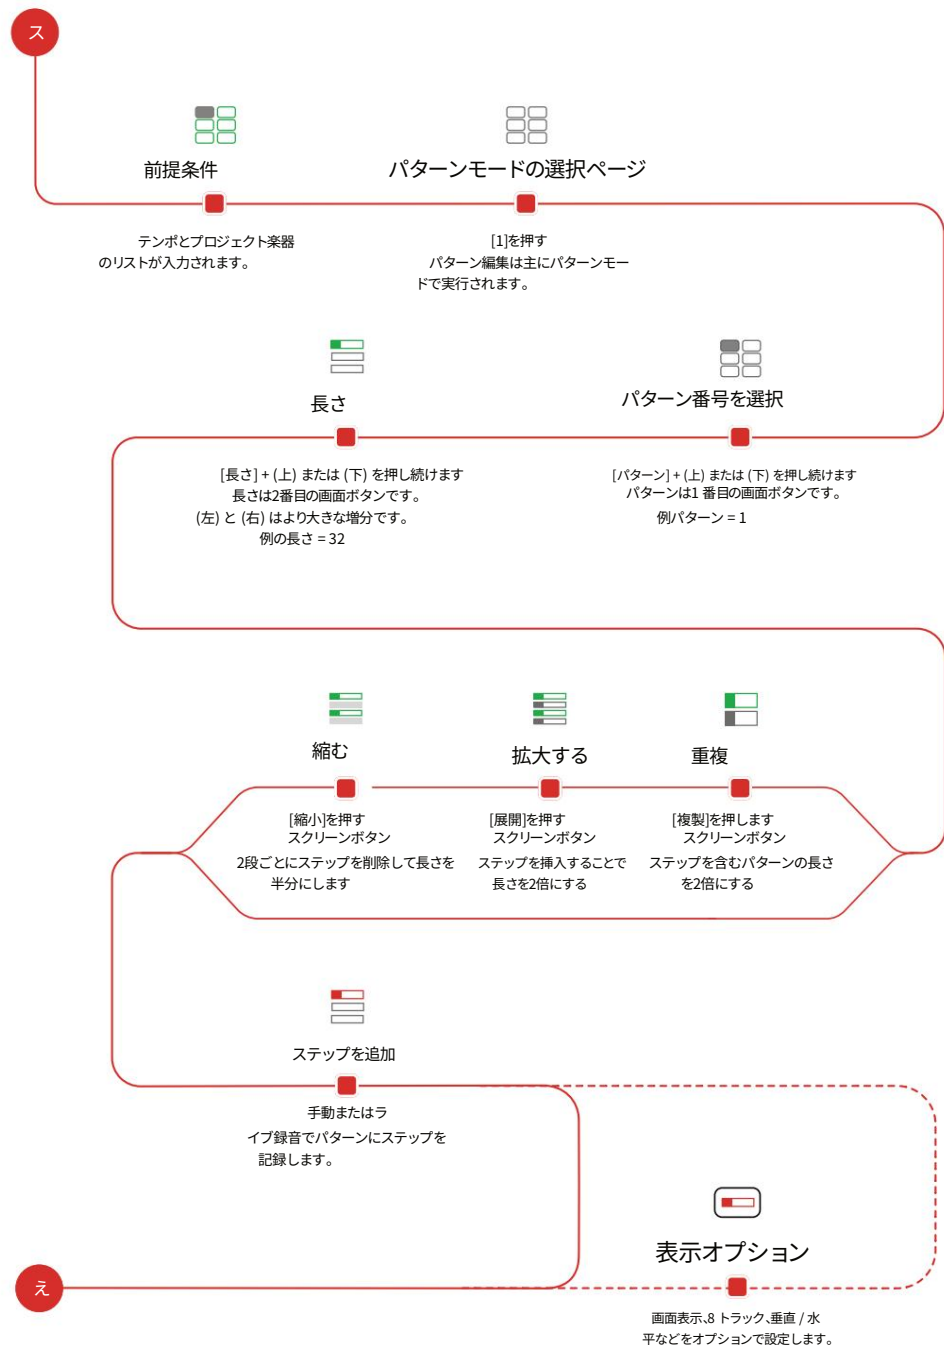 ス
前提条件
テンポとプロジェクト楽器
のリストが入力されます。
パターンモードの選択ページ
[1]を押す
パターン編集は主にパターンモー
ドで実行されます。
パターン番号を選択
[パターン] + (上) または (下) を押し続けます
パターンは1 番目の画面ボタンです。
例パターン = 1
長さ
[長さ] + (上) または (下) を押し続けます
長さは2番目の画面ボタンです。
(左) と (右) はより大きな増分です。
例の長さ = 32
縮む
[縮小]を押す
スクリーンボタン
2段ごとにステップを削除して長さを
半分にします
拡大する
[展開]を押す
スクリーンボタン
ステップを挿入することで
長さを2倍にする
重複
[複製]を押します
スクリーンボタン
ステップを含むパターンの長さ
を2倍にする
ステップを追加
手動またはラ
イブ録音でパターンにステップを
記録します。
表示オプション
画面表示、8 トラック、垂直 / 水
平などをオプションで設定します。
え